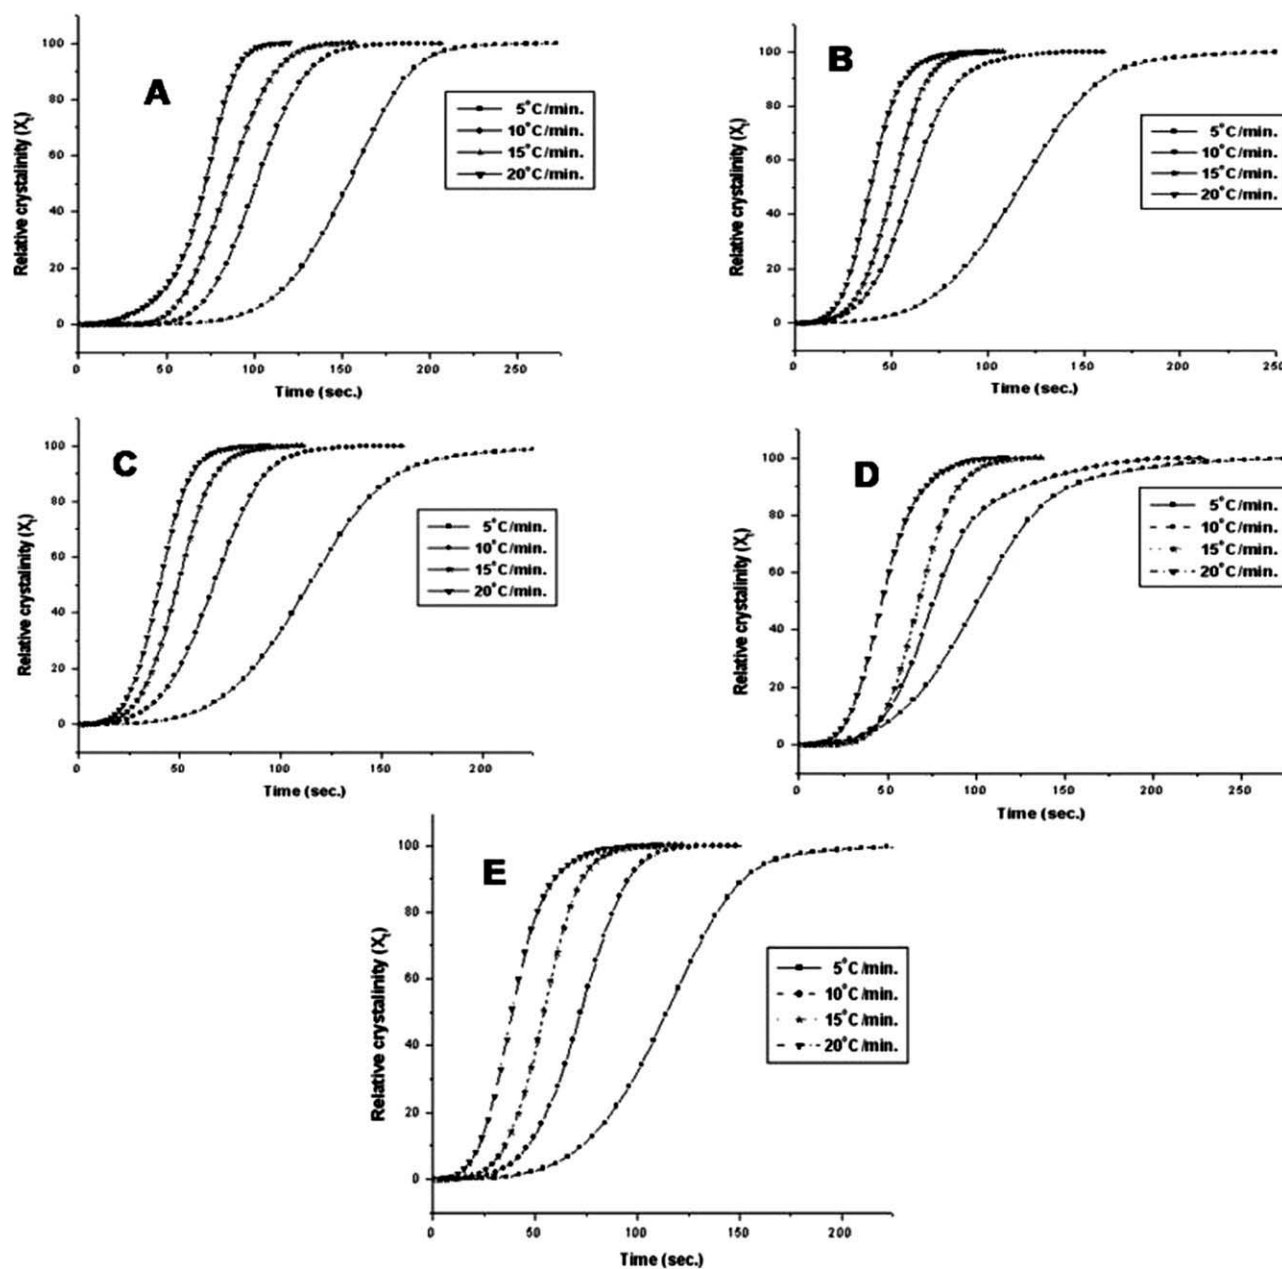 A
Relative crystalinity (Xt)
100
80
60
40
20
0
5°C/min.
10°C/min.
15°C/min.
20°C/min.
0 50 100 150 200 250
Time (sec.)
B
Relative crystalinity (Xt)
100
80
60
40
20
0
5°C/min.
10°C/min.
15°C/min.
20°C/min.
0 50 100 150 200 250
Time (sec.)
C
Relative crystalinity (Xt)
100
80
60
40
20
0
5°C/min.
10°C/min.
15°C/min.
20°C/min.
0 50 100 150 200
Time (sec.)
D
Relative crystalinity (Xt)
100
80
60
40
20
0
5°C/min.
10°C/min.
15°C/min.
20°C/min.
0 50 100 150 200 250
Time (sec.)
E
Relative crystalinity (Xt)
100
80
60
40
20
0
5°C/min.
10°C/min.
15°C/min.
20°C/min.
0 50 100 150 200
Time (sec.)